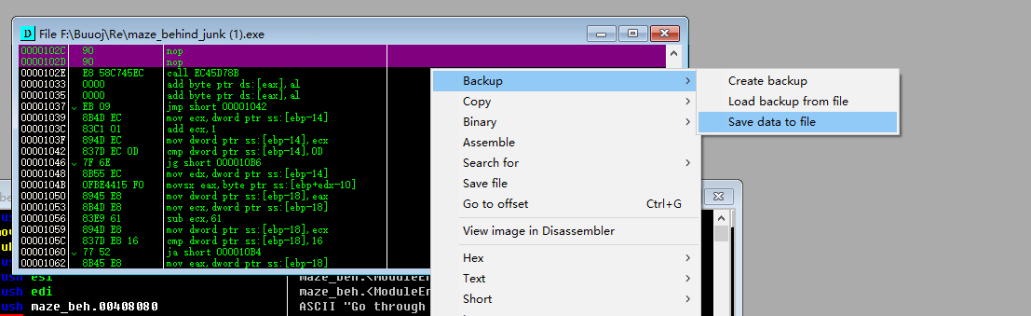 File F:\Buuoj\Re\maze_behind_junk (1).exe
0000102C 90 nop
0000102D 90 nop
0000102E E8 58C745EC call EC45D78B
00001033 0000 add byte ptr ds:[eax],al
00001035 0000 add byte ptr ds:[eax],al
00001037 EB 09 jmp short 00001042
00001039 8B4D EC mov ecx,dword ptr ss:[ebp-14]
0000103C 83C1 01 add ecx,1
0000103F 894D EC mov dword ptr ss:[ebp-14],ecx
00001042 837D EC 0D cmp dword ptr ss:[ebp-14],0D
00001046 7F 6E jg short 000010B6
00001048 8B55 EC mov edx,dword ptr ss:[ebp-14]
0000104B 0FBE4415 F0 movsx eax,byte ptr ss:[ebp+edx-10]
00001050 8945 E8 mov dword ptr ss:[ebp-18],eax
00001053 8B4D E8 mov ecx,dword ptr ss:[ebp-18]
00001056 83E9 61 sub ecx,61
00001059 894D E8 mov dword ptr ss:[ebp-18],ecx
0000105C 837D E8 16 cmp dword ptr ss:[ebp-18],16
00001060 77 52 ja short 000010B4
00001062 8B45 E8 mov eax,dword ptr ss:[ebp-18]
Backup
Copy
Binary
Assemble
Search for
Save file
Go to offset Ctrl+G
View image in Disassembler
Hex
Text
Short
Create backup
Load backup from file
Save data to file
ush esi maze_beh.<ModuleEn
ush edi maze_beh.<ModuleEn
ush maze_beh.00408080 ASCII "Go through